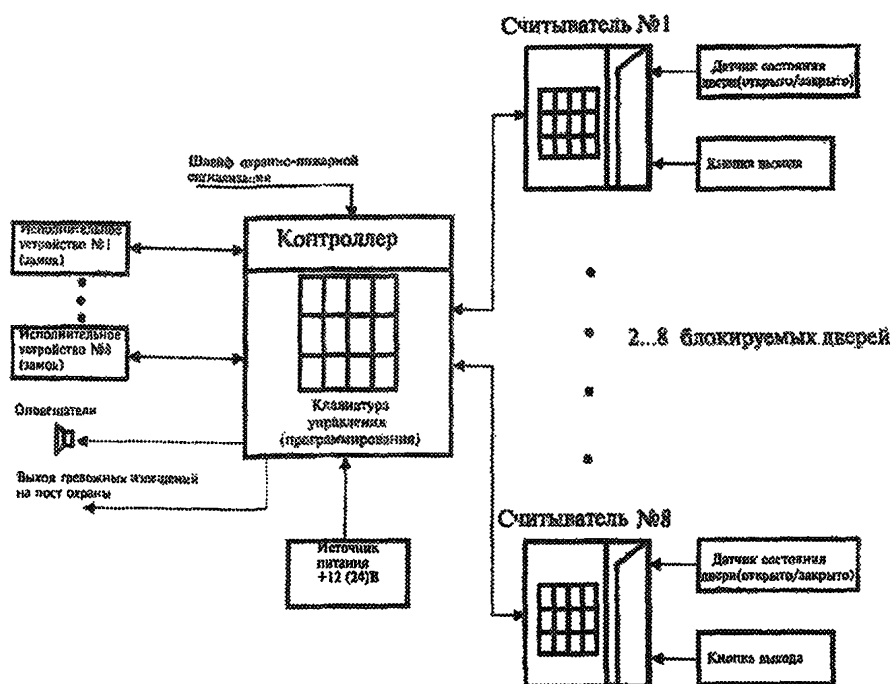 Считыватель №1
Датчик состояния
двери(открыто/закрыто)
Кнопка выхода
Шлейф охранно-пожарной
сигнализации
Контроллер
Исполнительное
устройство №1
(замок)
Исполнительное
устройство №8
(замок)
2...8 блокируемых дверей
Клавиатура
управления
(программирования)
Оповещатели
Выход тревожных извещений
на пост охраны
Источник
питания
+12 (24)В
Считыватель №8
Датчик состояния
двери(открыто/закрыто)
Кнопка выхода